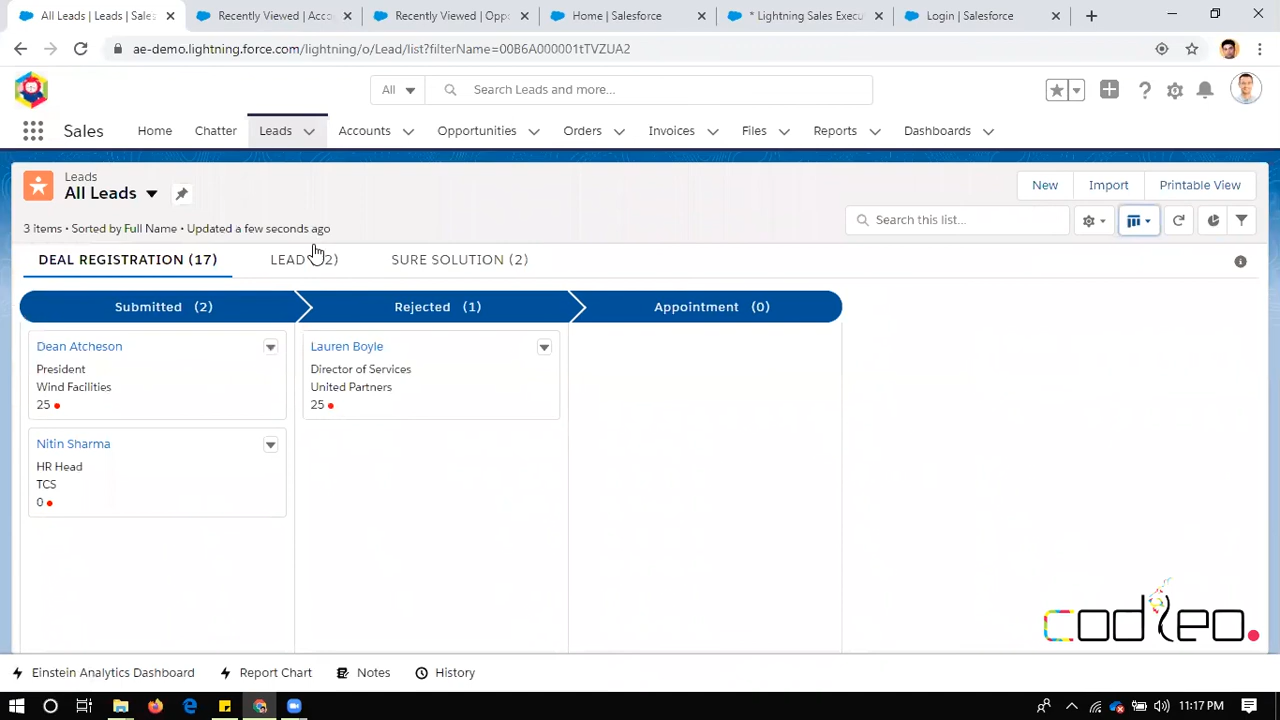 All Leads | Leads | Sales
Recently Viewed | Acco
Recently Viewed | Opp
Home | Salesforce
* Lightning Sales Execu
Login | Salesforce
ae-demo.lightning.force.com/lightning/o/Lead/list?filterName=00B6A000001tTVZUA2
All
Search Leads and more...
Sales
Home
Chatter
Leads
Accounts
Opportunities
Orders
Invoices
Files
Reports
Dashboards
Leads
All Leads
New
Import
Printable View
3 items • Sorted by Full Name • Updated a few seconds ago
Search this list...
DEAL REGISTRATION (17)
SURE SOLUTION (2)
Submitted (2)
Rejected (1)
Appointment (0)
Dean Atcheson
President
Wind Facilities
25
Lauren Boyle
Director of Services
United Partners
25
Nitin Sharma
HR Head
TCS
0
codleo
Einstein Analytics Dashboard
Report Chart
Notes
History
11:17 PM